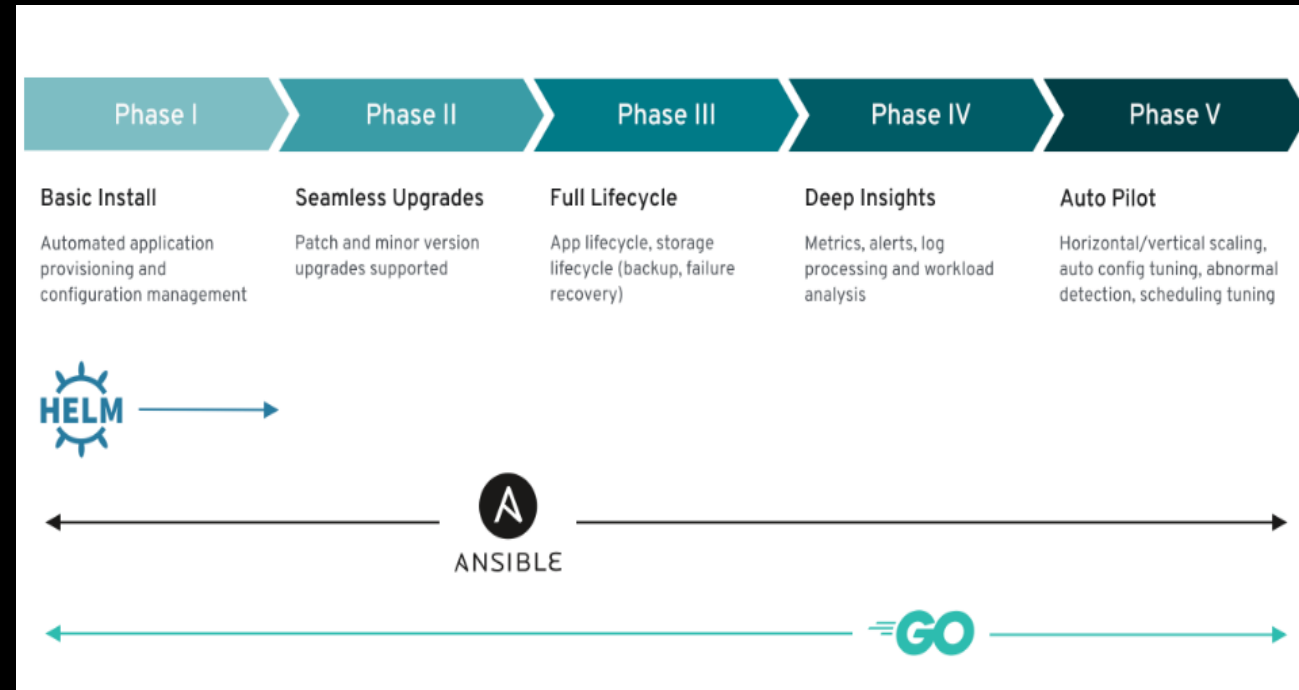 Phase I
Phase II
Phase III
Phase IV
Phase V
Basic Install
Automated application
provisioning and
configuration management
Seamless Upgrades
Patch and minor version
upgrades supported
Full Lifecycle
App lifecycle, storage
lifecycle (backup, failure
recovery)
Deep Insights
Metrics, alerts, log
processing and workload
analysis
Auto Pilot
Horizontal/vertical scaling,
auto config tuning, abnormal
detection, scheduling tuning
HELM
A
ANSIBLE
GO